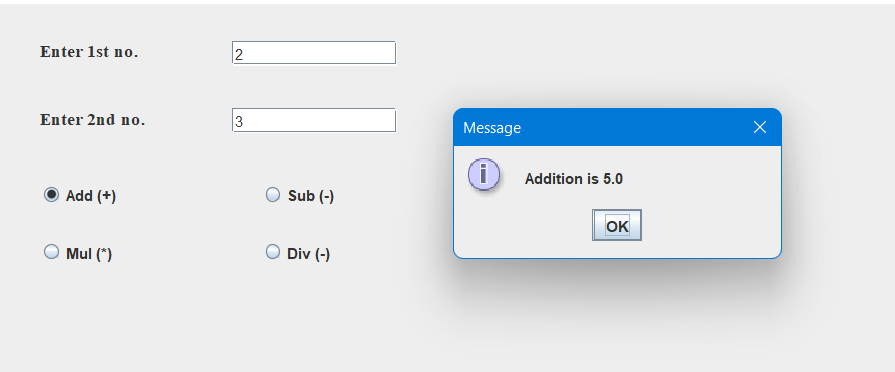 Enter 1st no. 2
Enter 2nd no. 3
Add (+) Sub (-)
Mul (*) Div (-)
Message
i
Addition is 5.0
OK